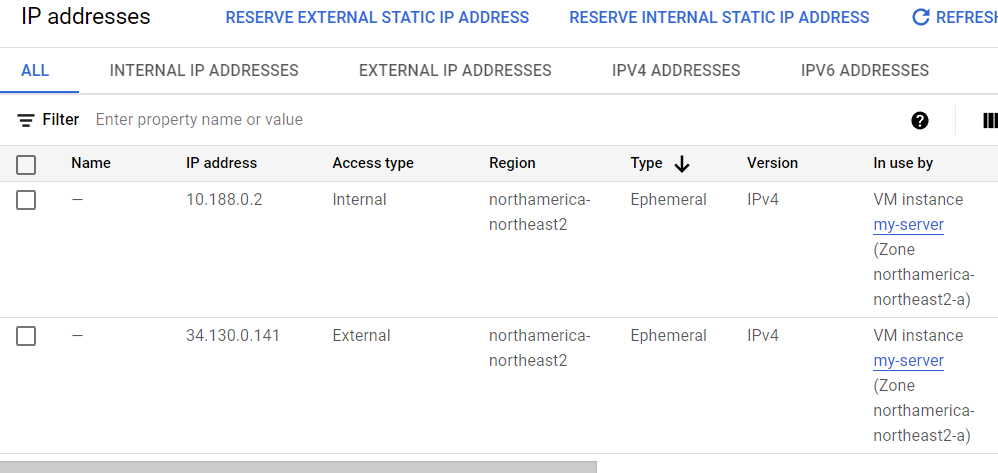 IP addresses RESERVE EXTERNAL STATIC IP ADDRESS RESERVE INTERNAL STATIC IP ADDRESS REFRESH
ALL INTERNAL IP ADDRESSES EXTERNAL IP ADDRESSES IPV4 ADDRESSES IPV6 ADDRESSES
Filter Enter property name or value
Name IP address Access type Region Type Version In use by
— 10.188.0.2 Internal northamerica- Ephemeral IPv4 VM instance
northeast2 my-server
(Zone
northamerica-
northeast2-a)
— 34.130.0.141 External northamerica- Ephemeral IPv4 VM instance
northeast2 my-server
(Zone
northamerica-
northeast2-a)